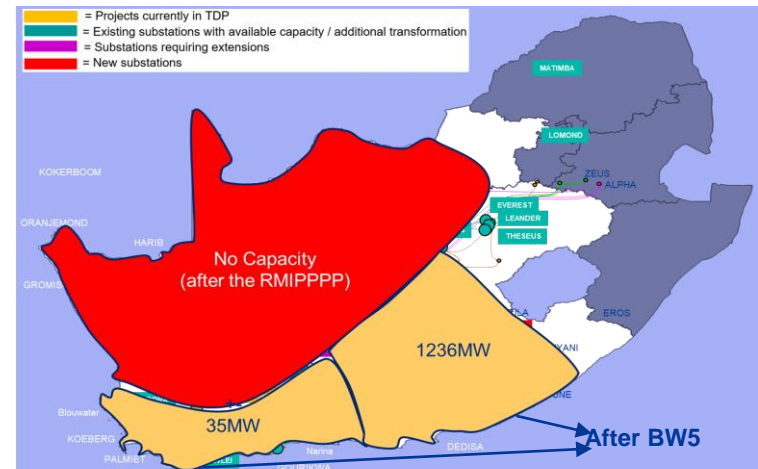 = Projects currently in TDP
= Existing substations with available capacity / additional transformation
= Substations requiring extensions
= New substations
MATIMBA
LOMOND
KOKERBOOM
ZEUS
ALPHA
EVEREST
LEANDER
THESEUS
ORANJEMOND
HARIB
No Capacity
(after the RMIPPPP)
GROMIS
EROS
1236MW
35MW
Blouwater
KOEBERG
PALMIET
Narina
DEDISA
After BW5